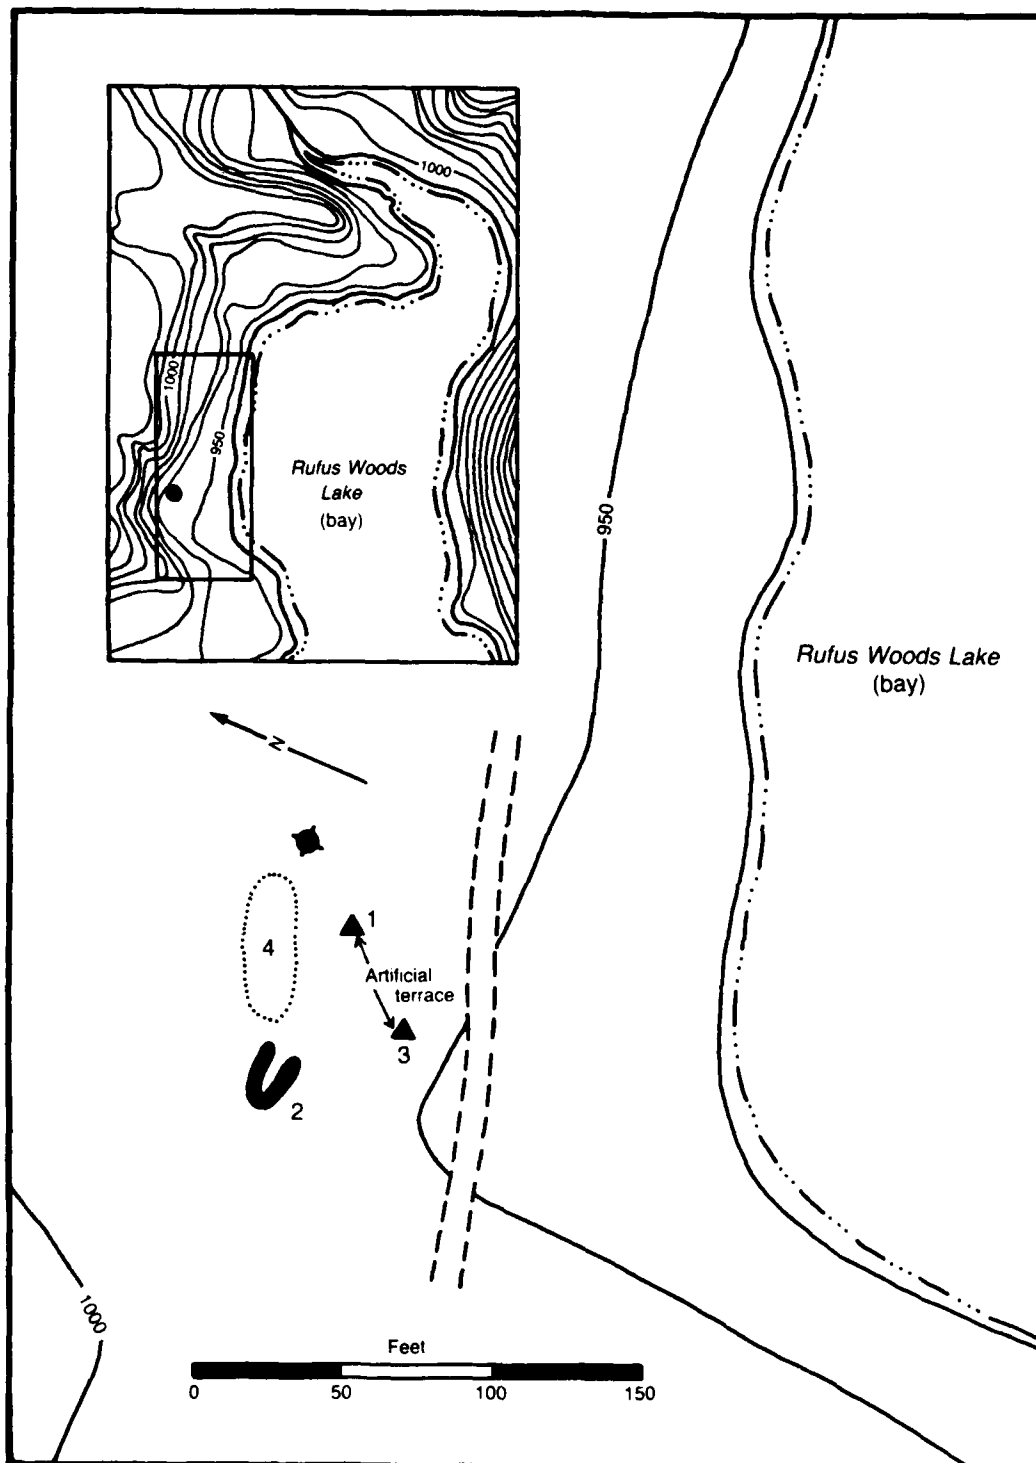 1000
1000
950
Rufus Woods
Lake
(bay)
950
Rufus Woods Lake
(bay)
N
1
4
Artificial
terrace
3
2
1000
Feet
0 50 100 150